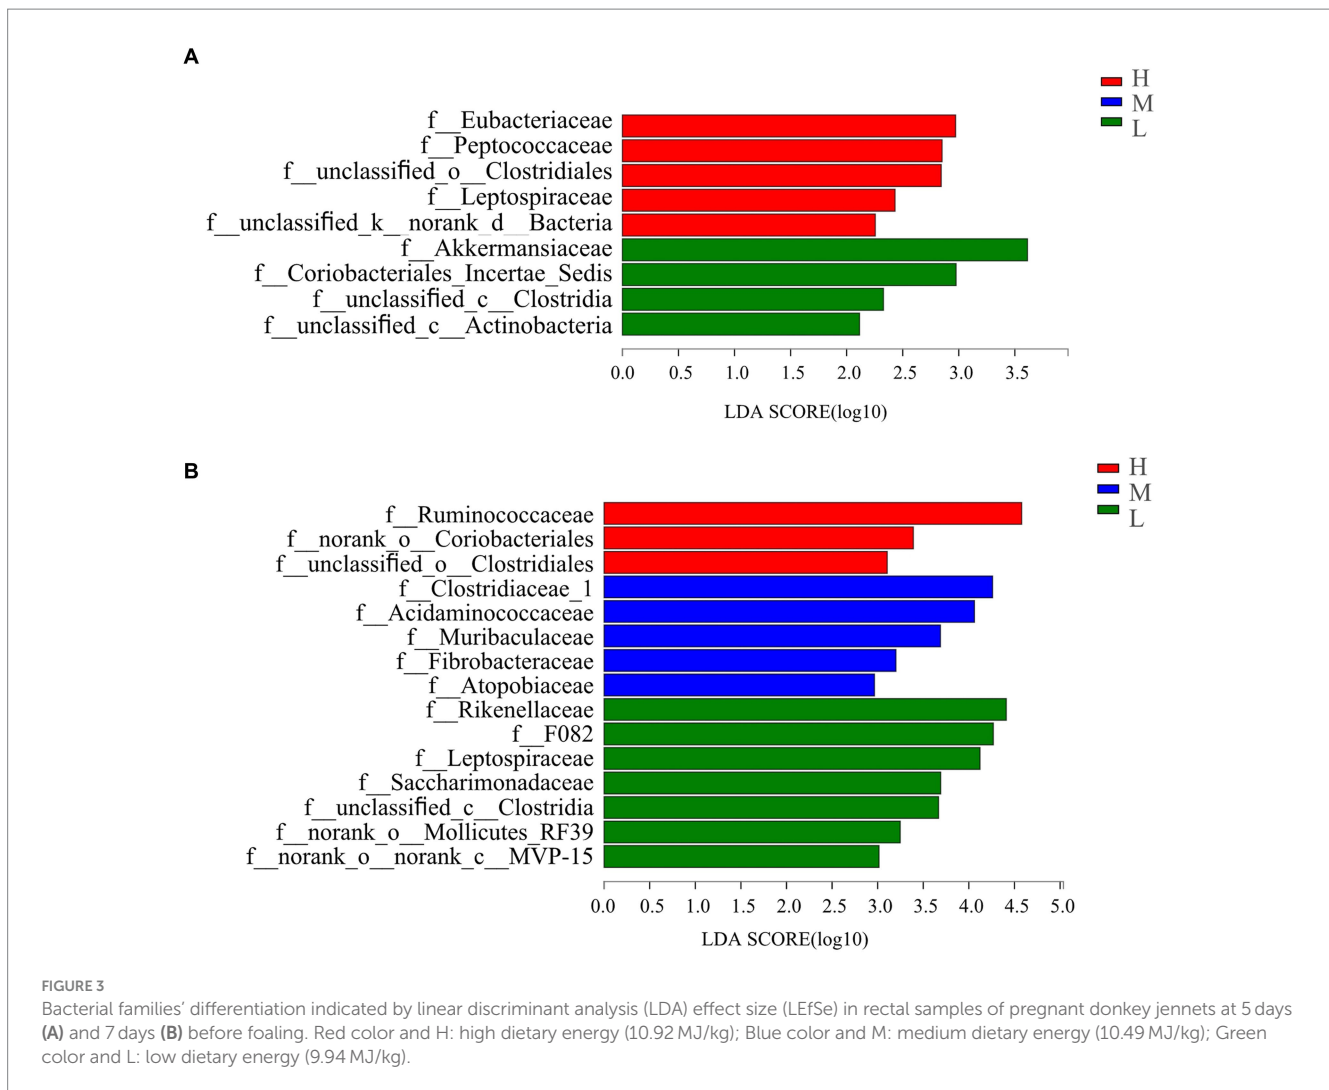 A
H
M
L
f__Eubacteriaceae
f__Peptococcaceae
f__unclassified_o__Clostridiales
f__Leptospiraceae
f__unclassified_k__norank_d__Bacteria
f__Akkermansiaceae
f__Coriobacteriales_Incertae_Sedis
f__unclassified_c__Clostridia
f__unclassified_c__Actinobacteria
0.0 0.5 1.0 1.5 2.0 2.5 3.0 3.5
LDA SCORE(log10)
B
H
M
L
f__Ruminococcaceae
f__norank_o__Coriobacteriales
f__unclassified_o__Clostridiales
f__Clostridiaceae_1
f__Acidaminococcaceae
f__Muribaculaceae
f__Fibrobacteraceae
f__Atopobiaceae
f__Rikenellaceae
f__F082
f__Leptospiraceae
f__Saccharimonadaceae
f__unclassified_c__Clostridia
f__norank_o__Mollicutes_RF39
f__norank_o__norank_c__MVP-15
0.0 0.5 1.0 1.5 2.0 2.5 3.0 3.5 4.0 4.5 5.0
LDA SCORE(log10)
FIGURE 3
Bacterial families' differentiation indicated by linear discriminant analysis (LDA) effect size (LEfSe) in rectal samples of pregnant donkey jennets at 5 days
(A) and 7 days (B) before foaling. Red color and H: high dietary energy (10.92 MJ/kg); Blue color and M: medium dietary energy (10.49 MJ/kg); Green
color and L: low dietary energy (9.94 MJ/kg).